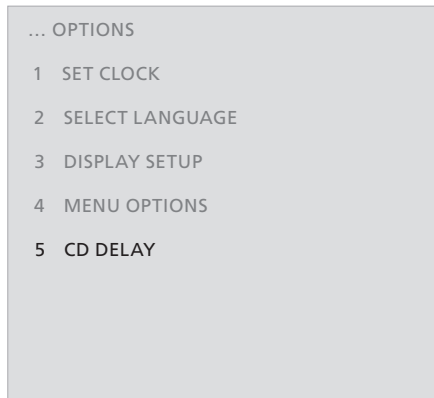 ... OPTIONS
1 SET CLOCK
2 SELECT LANGUAGE
3 DISPLAY SETUP
4 MENU OPTIONS
5 CD DELAY